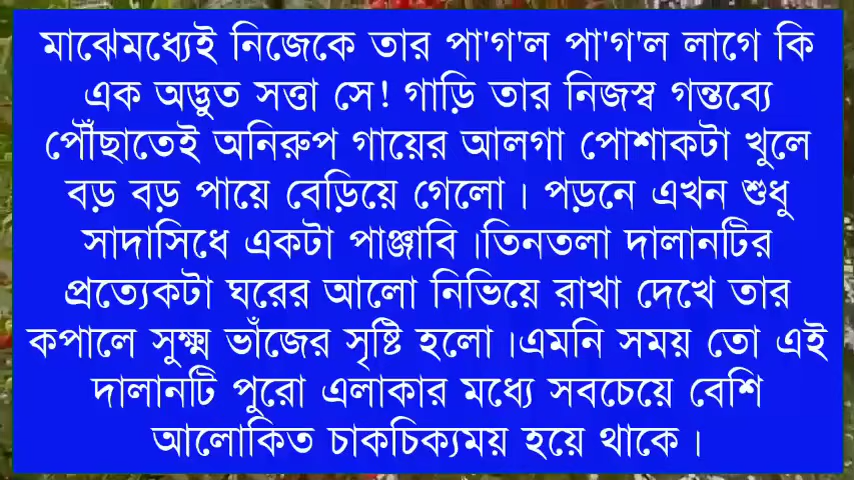 মাঝেমধ্যেই নিজেকে তার পা'গ'ল পা'গ'ল লাগে কি
এক অদ্ভুত সত্তা সে! গাড়ি তার নিজস্ব গন্তব্যে
পৌঁছাতেই অনিরুপ গায়ের আলগা পোশাকটা খুলে
বড় বড় পায়ে বেড়িয়ে গেলো। পড়নে এখন শুধু
সাদাসিধে একটা পাঞ্জাবি।তিনতলা দালানটির
প্রত্যেকটা ঘরের আলো নিভিয়ে রাখা দেখে তার
কপালে সুক্ষ্ম ভাঁজের সৃষ্টি হলো।এমনি সময় তো এই
দালানটি পুরো এলাকার মধ্যে সবচেয়ে বেশি
আলোকিত চাকচিক্যময় হয়ে থাকে।